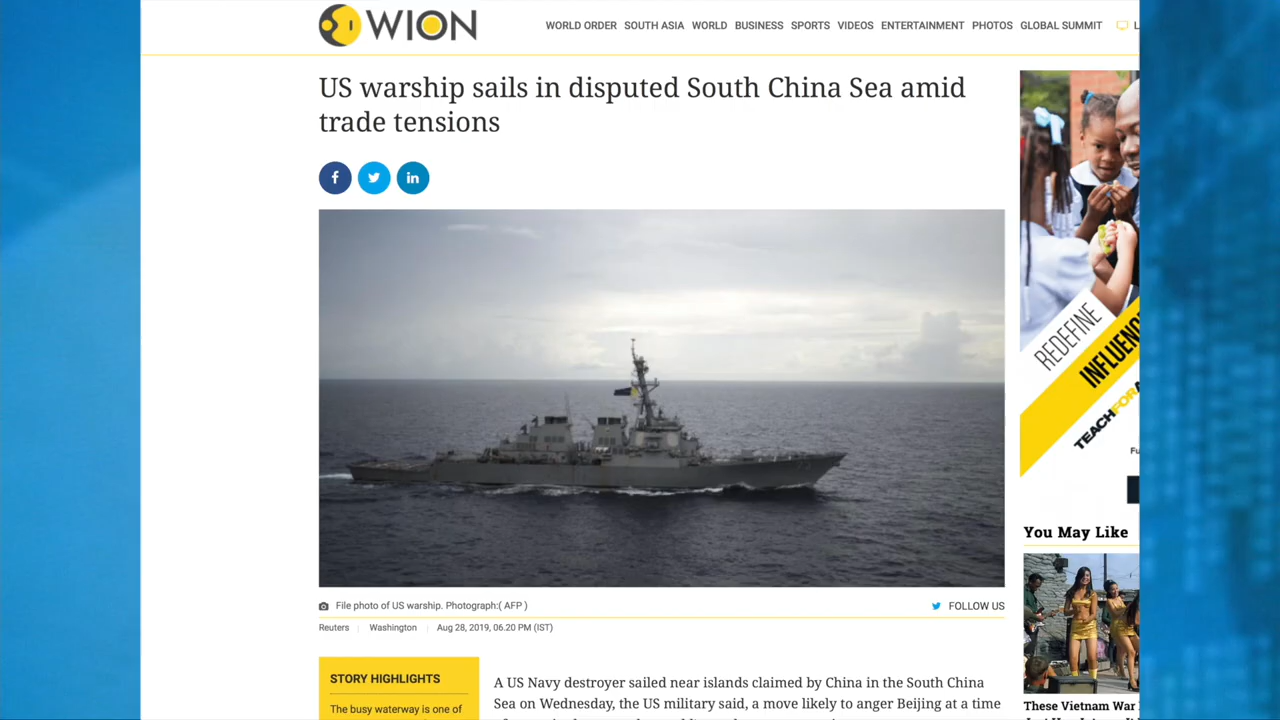 WION
WORLD ORDER SOUTH ASIA WORLD BUSINESS SPORTS VIDEOS ENTERTAINMENT PHOTOS GLOBAL SUMMIT L
US warship sails in disputed South China Sea amid
trade tensions
File photo of US warship. Photograph:( AFP )
FOLLOW US
Reuters Washington Aug 28, 2019, 06.20 PM (IST)
STORY HIGHLIGHTS
The busy waterway is one of
A US Navy destroyer sailed near islands claimed by China in the South China
Sea on Wednesday, the US military said, a move likely to anger Beijing at a time
REDEFINE
INFLUENC
TEACHFORA
Fu
You May Like
These Vietnam War